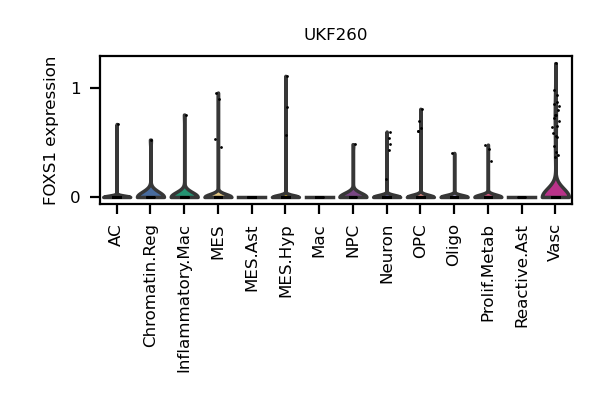 UKF260
FOXS1 expression
1
0
AC
Chromatin.Reg
Inflammatory.Mac
MES
MES.Ast
MES.Hyp
Mac
NPC
Neuron
OPC
Oligo
Prolif.Metab
Reactive.Ast
Vasc